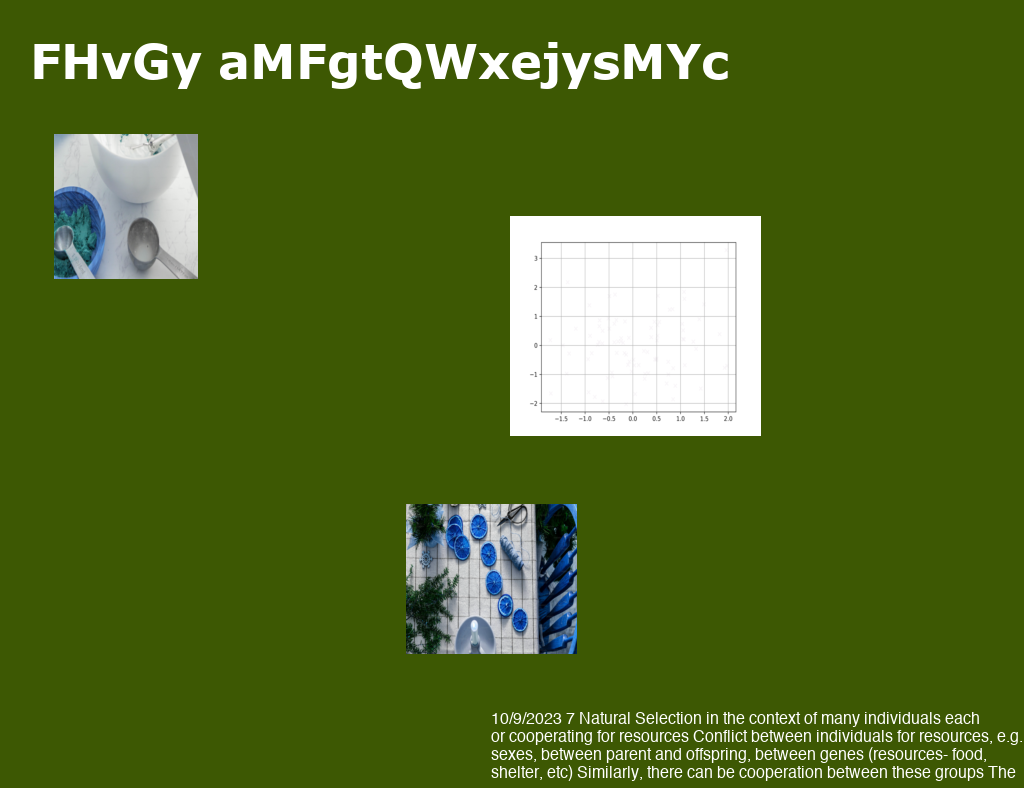 FHvGy aMFgtQWxejysMYc
3
2
1
0
−1
−2
−1.5 −1.0 −0.5 0.0 0.5 1.0 1.5 2.0
10/9/2023 7 Natural Selection in the context of many individuals each
or cooperating for resources Conflict between individuals for resources, e.g.
sexes, between parent and offspring, between genes (resources- food,
shelter, etc) Similarly, there can be cooperation between these groups The